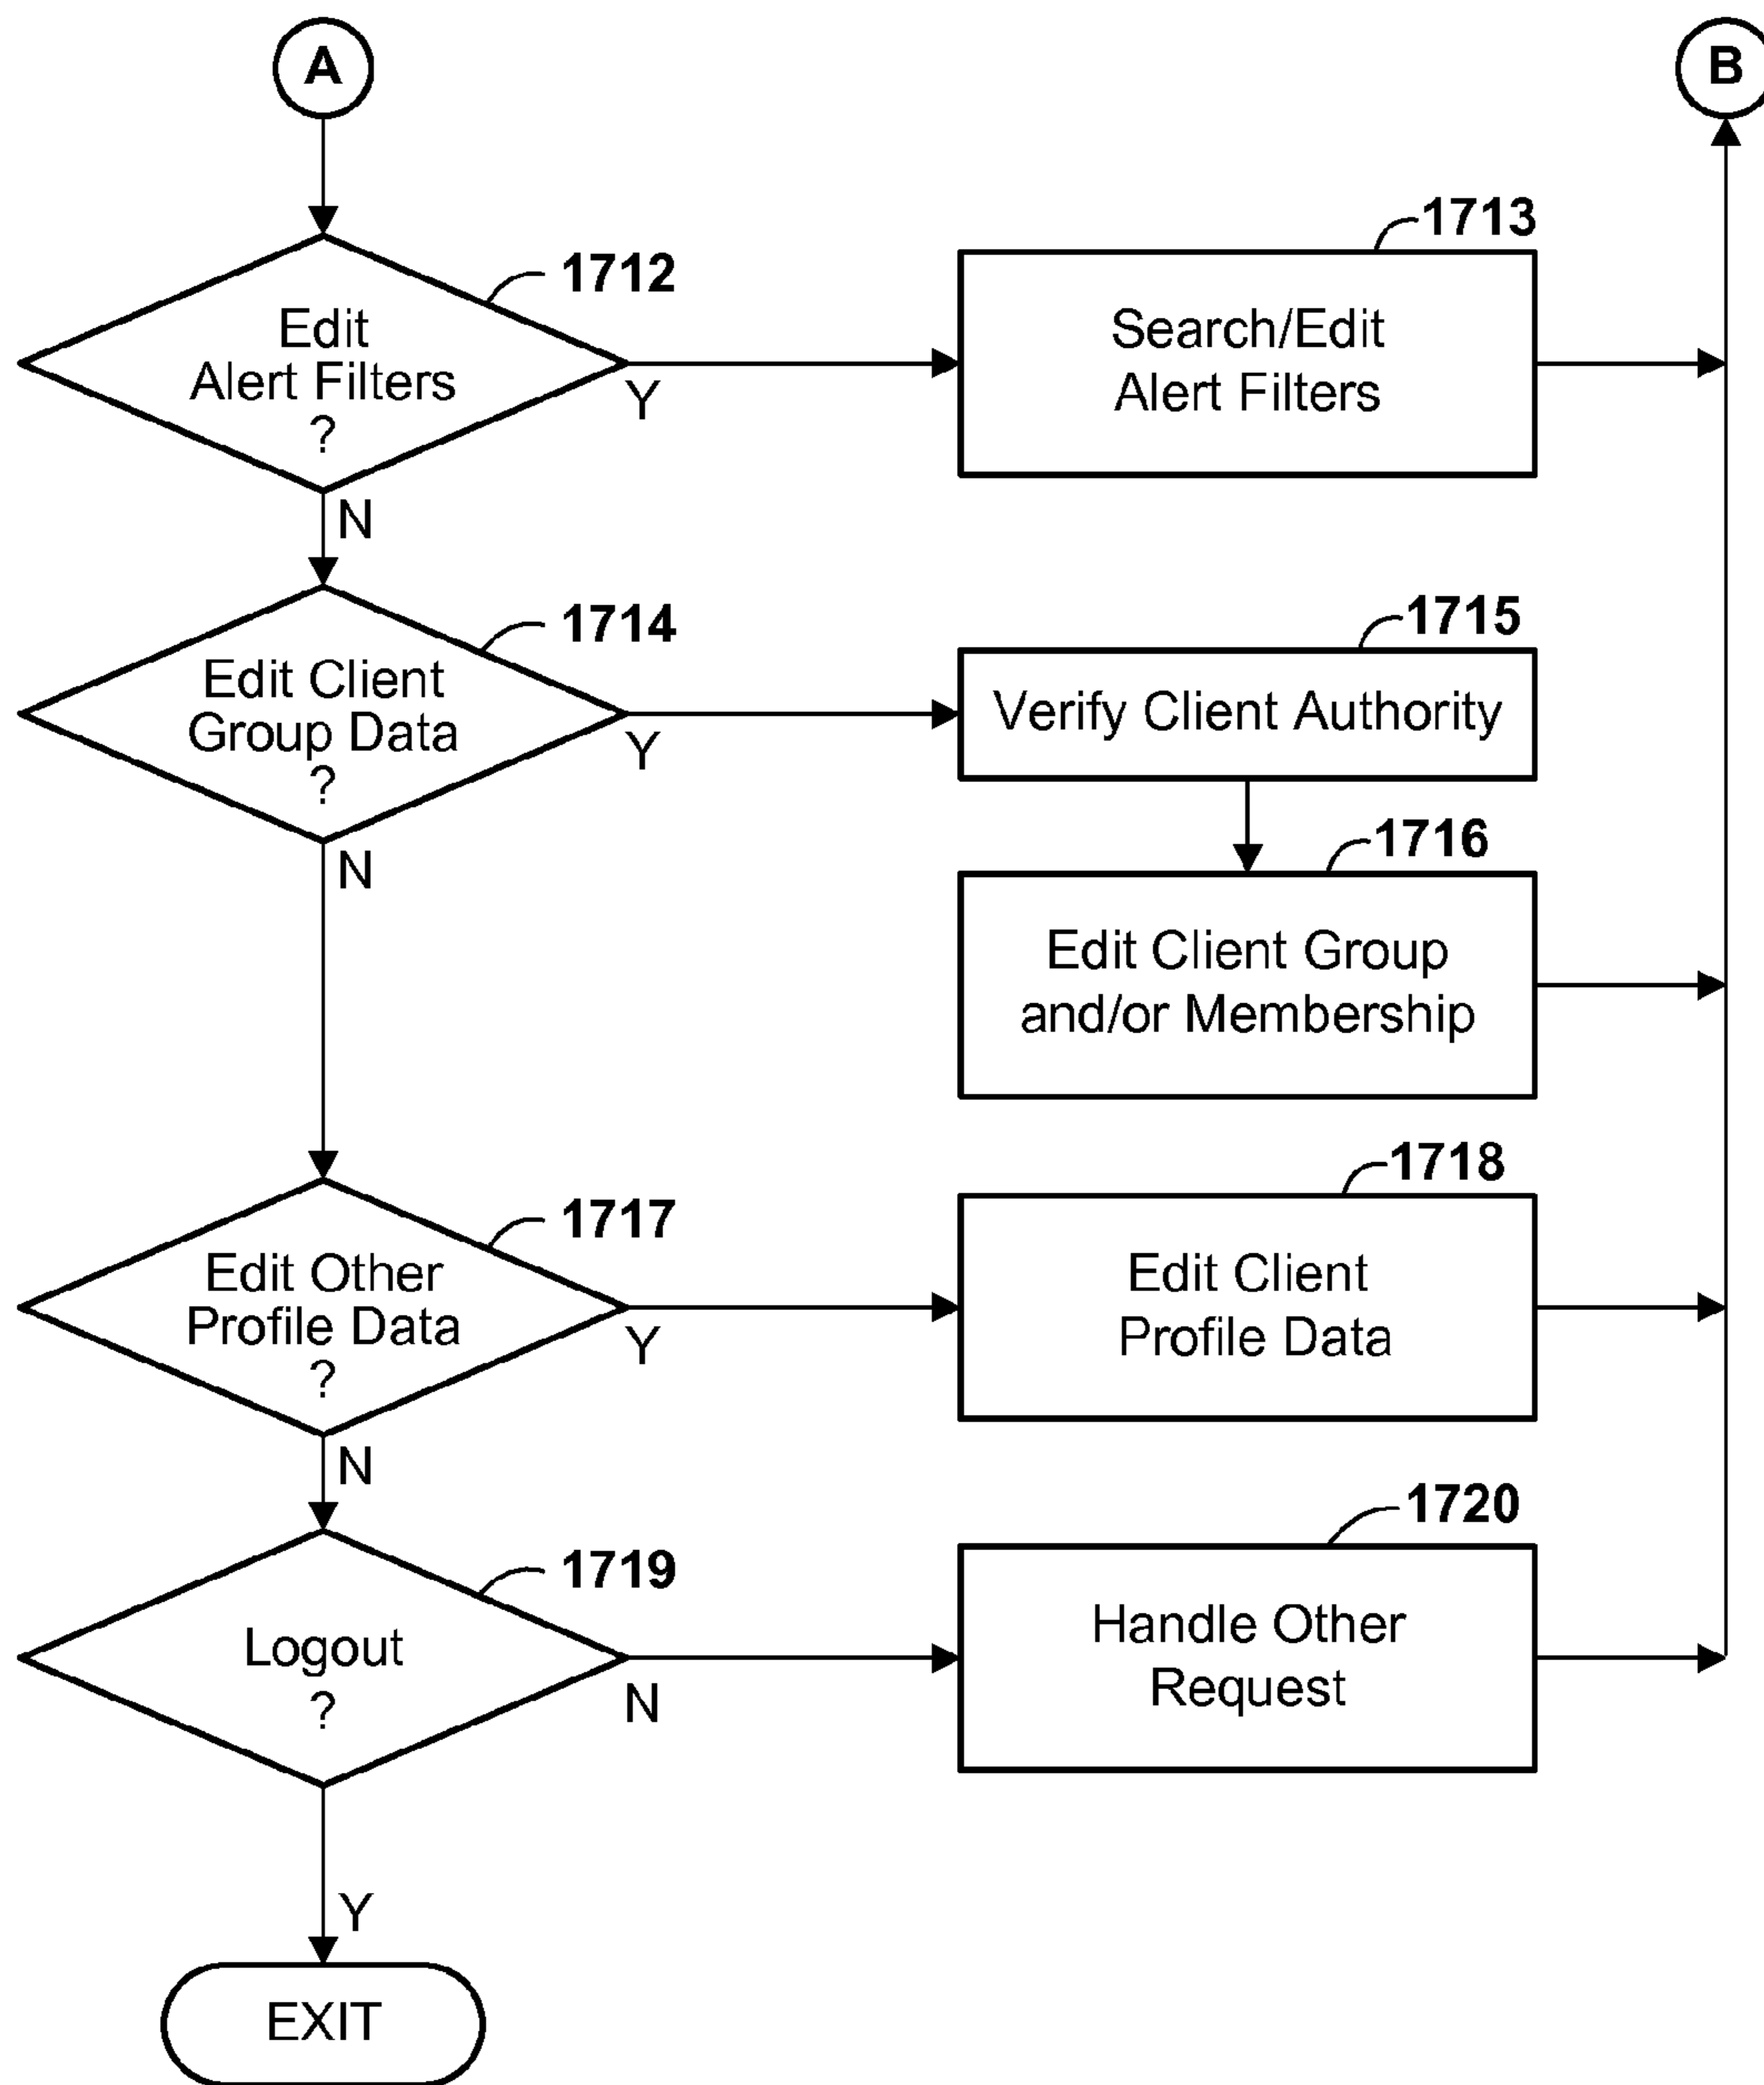 A
B
1712
Edit
Alert Filters
?
Y
N
1713
Search/Edit
Alert Filters
1714
Edit Client
Group Data
?
Y
N
1715
Verify Client Authority
1716
Edit Client Group
and/or Membership
1717
Edit Other
Profile Data
?
Y
N
1718
Edit Client
Profile Data
1719
Logout
?
N
Y
1720
Handle Other
Request
EXIT